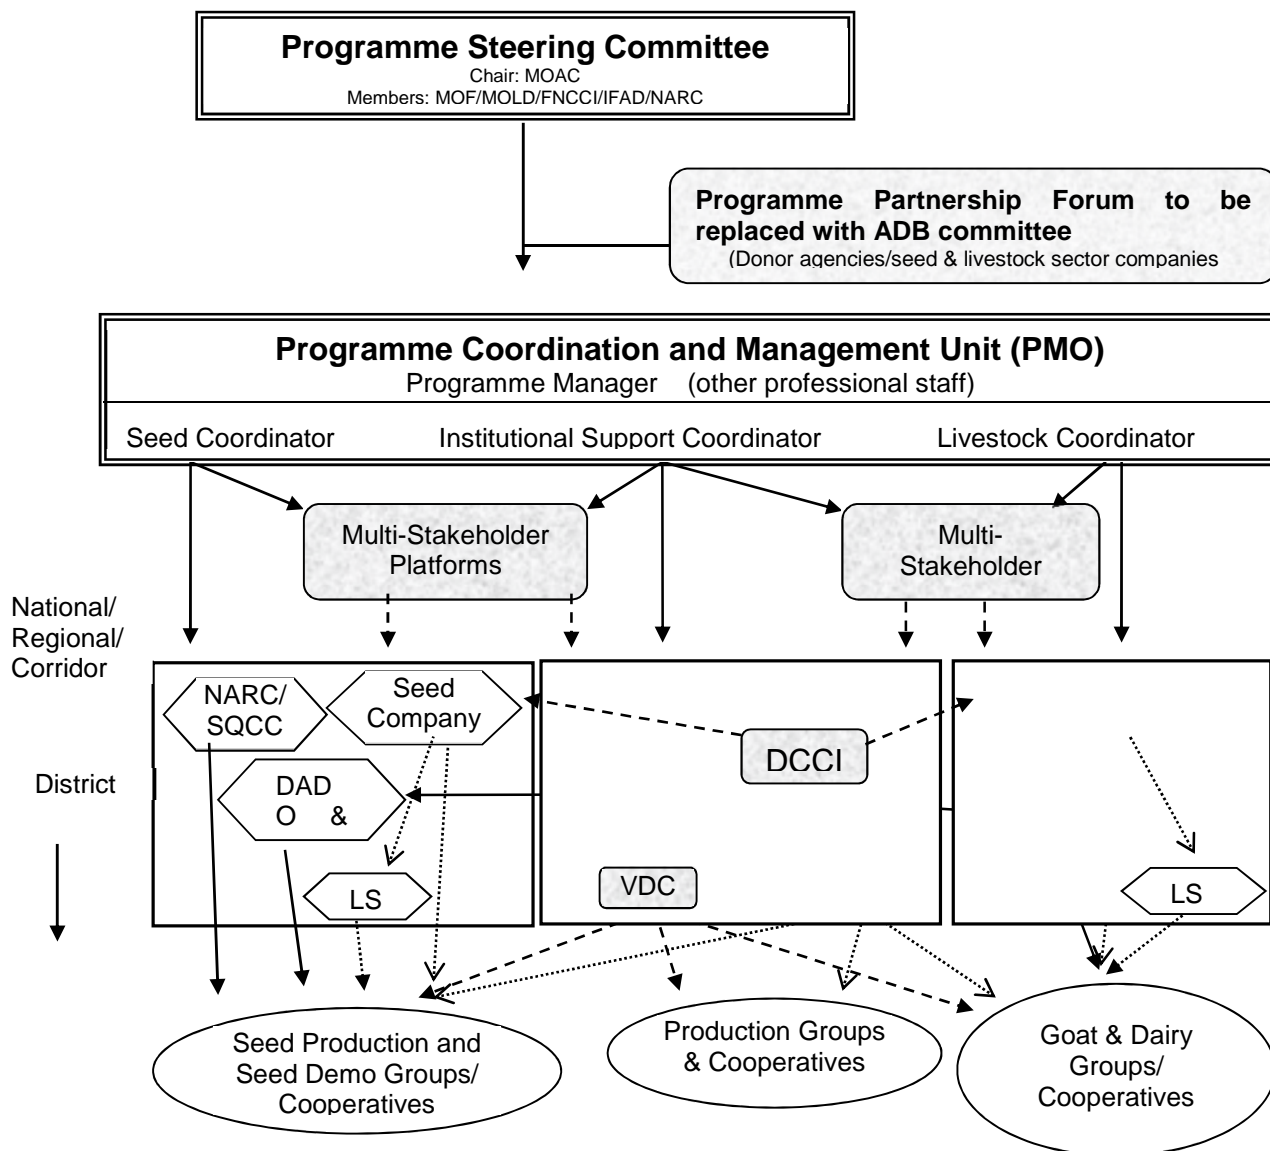 Programme Steering Committee
Chair: MOAC
Members: MOF/MOLD/FNCCI/IFAD/NARC
Programme Partnership Forum to be
replaced with ADB committee
(Donor agencies/seed & livestock sector companies
Programme Coordination and Management Unit (PMO)
Programme Manager (other professional staff)
Seed Coordinator Institutional Support Coordinator Livestock Coordinator
Multi-Stakeholder
Platforms
Multi-
Stakeholder
National/
Regional/
Corridor
NARC/
SQCC
Seed
Company
DCCI
District
DAD
O &
LS
VDC
LS
Seed Production and
Seed Demo Groups/
Cooperatives
Production Groups
& Cooperatives
Goat & Dairy
Groups/
Cooperatives